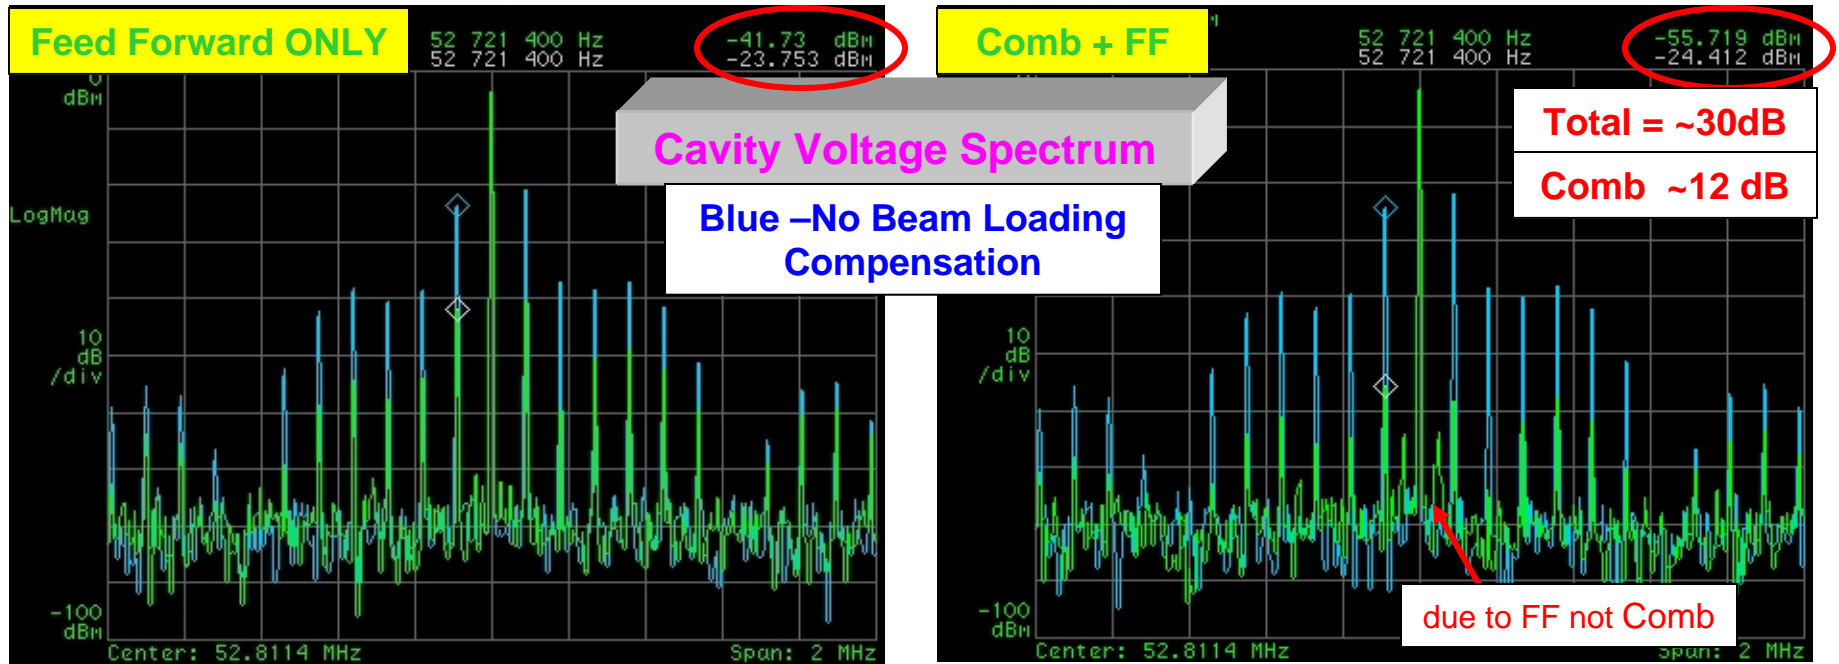 Feed Forward ONLY
52 721 400 Hz
-41.73 dBm
52 721 400 Hz
-23.753 dBm
0
dBm
LogMag
10
dB
/div
-100
dBm
Center: 52.8114 MHz
Span: 2 MHz
Cavity Voltage Spectrum
Blue –No Beam Loading
Compensation
Comb + FF
52 721 400 Hz
-55.719 dBm
52 721 400 Hz
-24.412 dBm
Total = ~30dB
Comb ~12 dB
10
dB
/div
-100
dBm
due to FF not Comb
Center: 52.8114 MHz
Span: 2 MHz